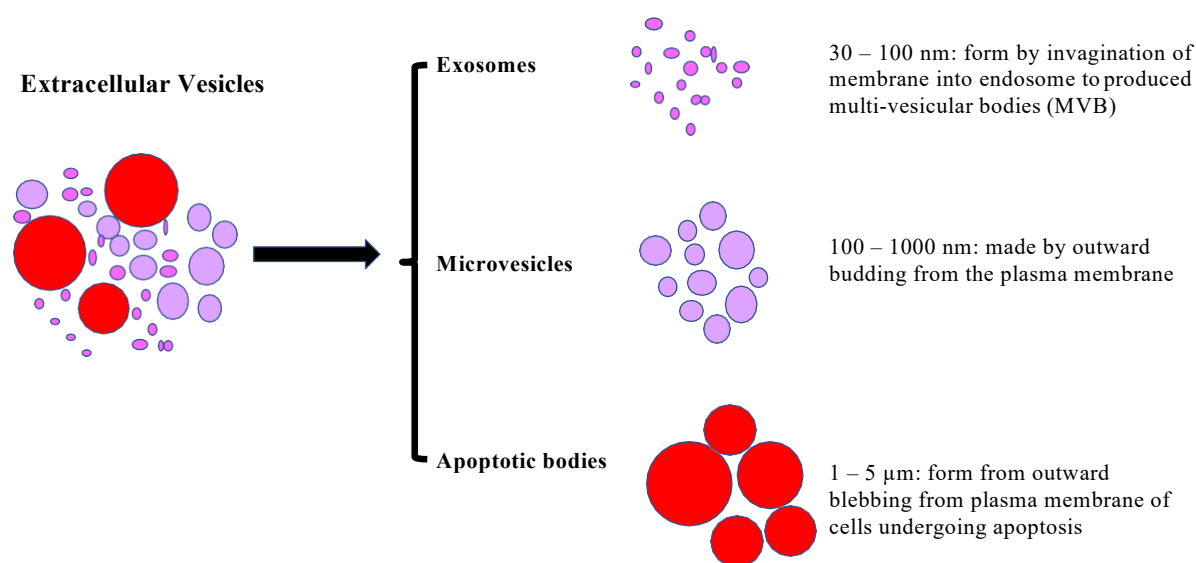 Extracellular Vesicles
Exosomes
30 – 100 nm: form by invagination of
membrane into endosome to produced
multi-vesicular bodies (MVB)
Microvesicles
100 – 1000 nm: made by outward
budding from the plasma membrane
Apoptotic bodies
1 – 5 µm: form from outward
blebbing from plasma membrane of
cells undergoing apoptosis